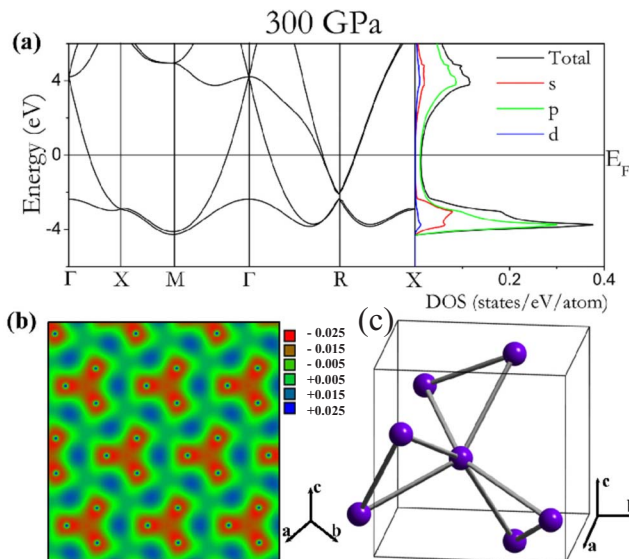 300 GPa
(a)
Energy (eV)
4
0
-4
Γ X M Γ R X
Total
s
p
d
E_F
0.2 0.4
DOS (states/eV/atom)
(b)
- 0.025
- 0.015
- 0.005
+0.005
+0.015
+0.025
c
a b
(c)
c
b
a